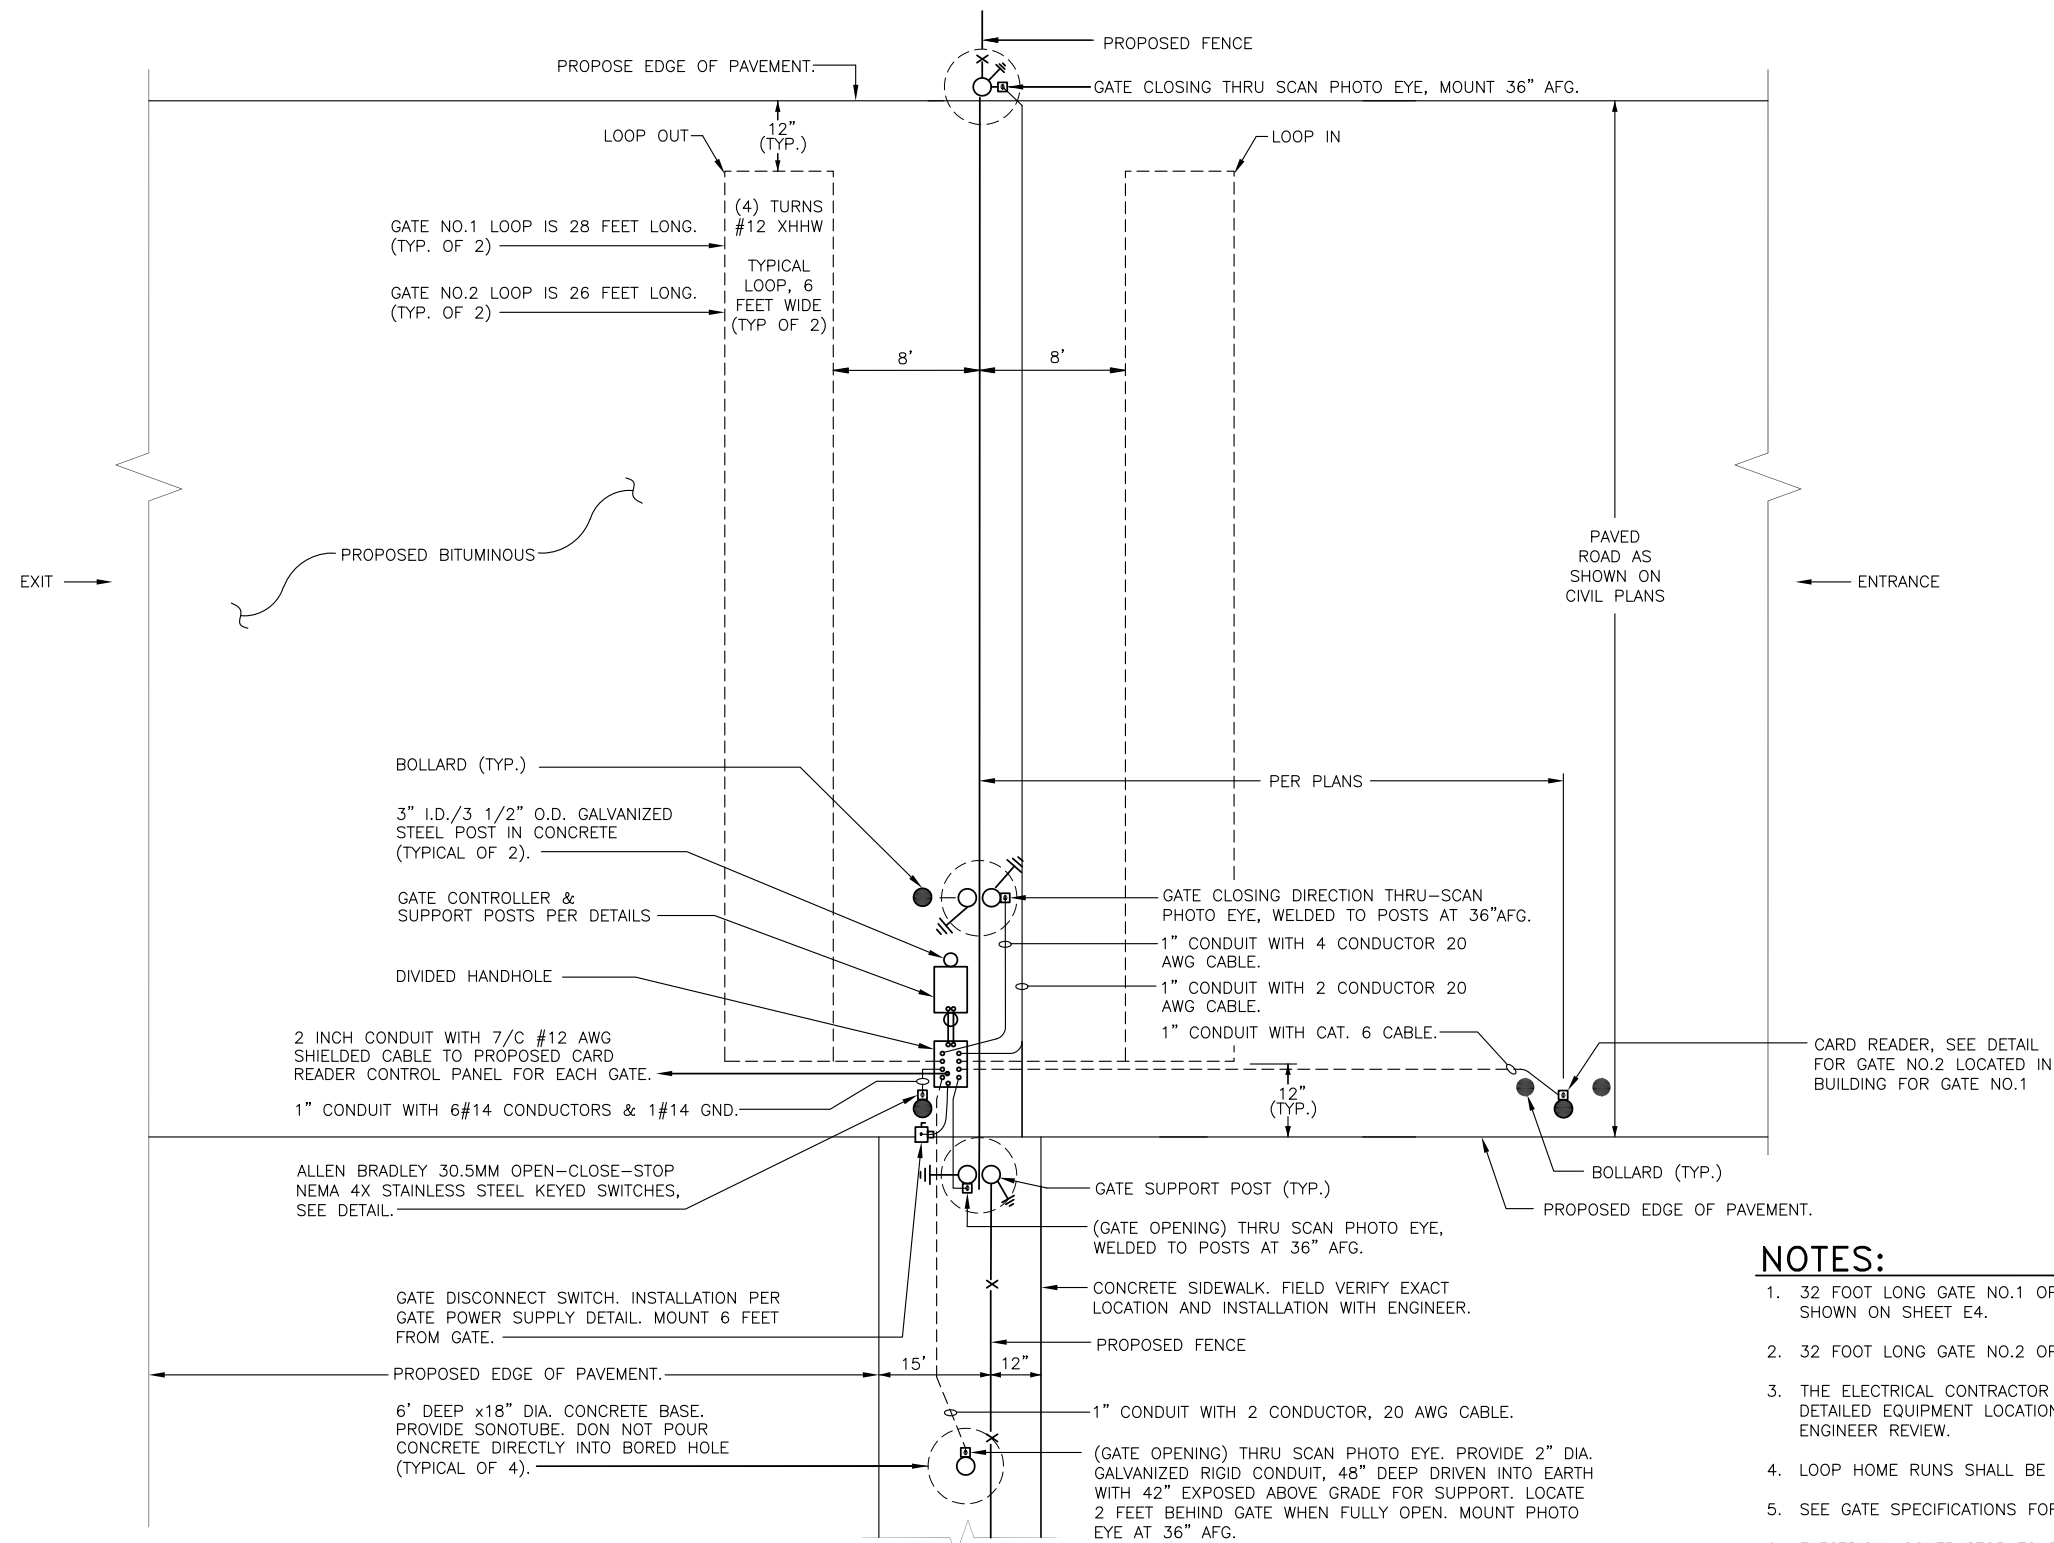 PROPOSED FENCE
PROPOSE EDGE OF PAVEMENT.
GATE CLOSING THRU SCAN PHOTO EYE, MOUNT 36" AFG.
12"
(TYP.)
LOOP OUT
LOOP IN
(4) TURNS
#12 XHHW
GATE NO.1 LOOP IS 28 FEET LONG.
(TYP. OF 2)
TYPICAL
LOOP, 6
FEET WIDE
(TYP OF 2)
GATE NO.2 LOOP IS 26 FEET LONG.
(TYP. OF 2)
8'
8'
PAVED
ROAD AS
SHOWN ON
CIVIL PLANS
PROPOSED BITUMINOUS
EXIT
ENTRANCE
BOLLARD (TYP.)
PER PLANS
3" I.D./3 1/2" O.D. GALVANIZED
STEEL POST IN CONCRETE
(TYPICAL OF 2).
GATE CONTROLLER &
SUPPORT POSTS PER DETAILS
GATE CLOSING DIRECTION THRU-SCAN
PHOTO EYE, WELDED TO POSTS AT 36"AFG.
1" CONDUIT WITH 4 CONDUCTOR 20
AWG CABLE.
DIVIDED HANDHOLE
1" CONDUIT WITH 2 CONDUCTOR 20
AWG CABLE.
1" CONDUIT WITH CAT. 6 CABLE.
2 INCH CONDUIT WITH 7/C #12 AWG
SHIELDED CABLE TO PROPOSED CARD
READER CONTROL PANEL FOR EACH GATE.
CARD READER, SEE DETAIL
FOR GATE NO.2 LOCATED IN
BUILDING FOR GATE NO.1
12"
(TYP.)
1" CONDUIT WITH 6#14 CONDUCTORS & 1#14 GND.
ALLEN BRADLEY 30.5MM OPEN-CLOSE-STOP
NEMA 4X STAINLESS STEEL KEYED SWITCHES,
SEE DETAIL.
BOLLARD (TYP.)
GATE SUPPORT POST (TYP.)
PROPOSED EDGE OF PAVEMENT.
(GATE OPENING) THRU SCAN PHOTO EYE,
WELDED TO POSTS AT 36" AFG.
CONCRETE SIDEWALK. FIELD VERIFY EXACT
LOCATION AND INSTALLATION WITH ENGINEER.
GATE DISCONNECT SWITCH. INSTALLATION PER
GATE POWER SUPPLY DETAIL. MOUNT 6 FEET
FROM GATE.
PROPOSED FENCE
15'
12"
PROPOSED EDGE OF PAVEMENT.
6' DEEP x18" DIA. CONCRETE BASE.
PROVIDE SONOTUBE. DON NOT POUR
CONCRETE DIRECTLY INTO BORED HOLE
(TYPICAL OF 4).
1" CONDUIT WITH 2 CONDUCTOR, 20 AWG CABLE.
(GATE OPENING) THRU SCAN PHOTO EYE. PROVIDE 2" DIA.
GALVANIZED RIGID CONDUIT, 48" DEEP DRIVEN INTO EARTH
WITH 42" EXPOSED ABOVE GRADE FOR SUPPORT. LOCATE
2 FEET BEHIND GATE WHEN FULLY OPEN. MOUNT PHOTO
EYE AT 36" AFG.
NOTES:
1. 32 FOOT LONG GATE NO.1
SHOWN ON SHEET E4.
2. 32 FOOT LONG GATE NO.2
3. THE ELECTRICAL CONTRACTOR
DETAILED EQUIPMENT
ENGINEER REVIEW.
4. LOOP HOME RUNS SHALL BE
5. SEE GATE SPECIFICATIONS